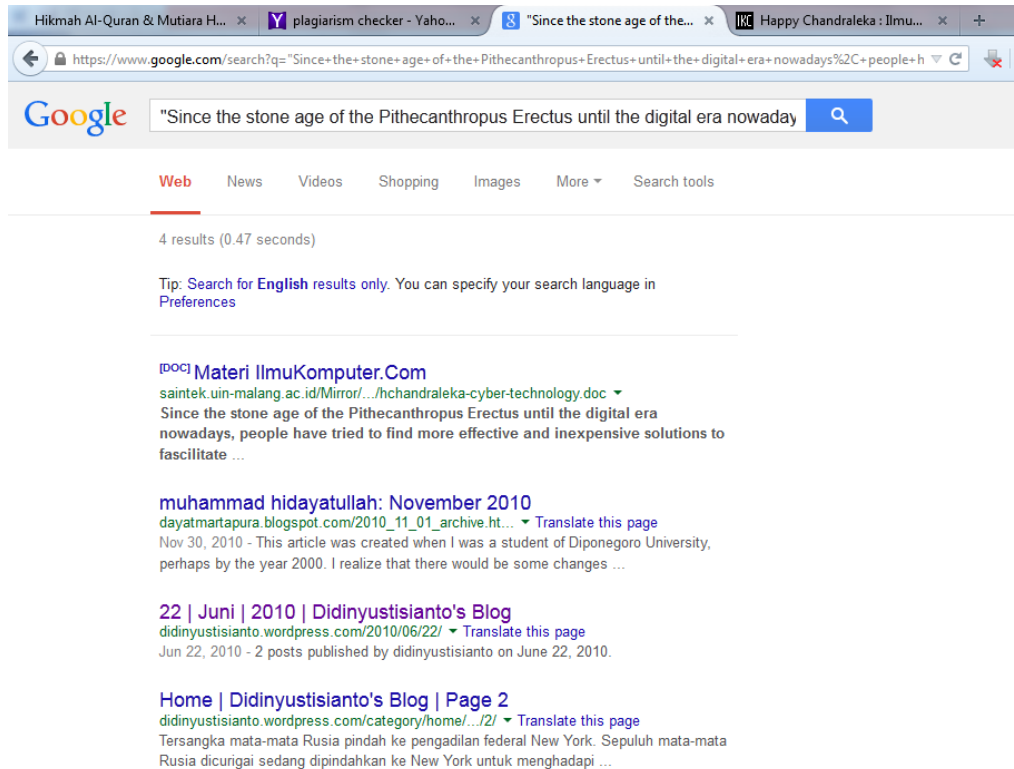 Hikmah Al-Quran & Mutiara H... × plagiarism checker - Yaho... × "Since the stone age of the... × IKC Happy Chandraleka : Ilmu... × +
https://www.google.com/search?q="Since+the+stone+age+of+the+Pithecanthropus+Erectus+until+the+digital+era+nowadays%2C+people+h
Google "Since the stone age of the Pithecanthropus Erectus until the digital era nowaday
Web News Videos Shopping Images More Search tools
4 results (0.47 seconds)
Tip: Search for English results only. You can specify your search language in
Preferences
[DOC] Materi IlmuKomputer.Com
saintek.uin-malang.ac.id/Mirror/.../hchandraleka-cyber-technology.doc
Since the stone age of the Pithecanthropus Erectus until the digital era
nowadays, people have tried to find more effective and inexpensive solutions to
fascilitate ...
muhammad hidayatullah: November 2010
dayatmartapura.blogspot.com/2010_11_01_archive.ht... Translate this page
Nov 30, 2010 - This article was created when I was a student of Diponegoro University,
perhaps by the year 2000. I realize that there would be some changes ...
22 | Juni | 2010 | Didinyustisianto's Blog
didinyustisianto.wordpress.com/2010/06/22/ Translate this page
Jun 22, 2010 - 2 posts published by didinyustisianto on June 22, 2010.
Home | Didinyustisianto's Blog | Page 2
didinyustisianto.wordpress.com/category/home/.../2/ Translate this page
Tersangka mata-mata Rusia pindah ke pengadilan federal New York. Sepuluh mata-mata
Rusia dicurigai sedang dipindahkan ke New York untuk menghadapi ...